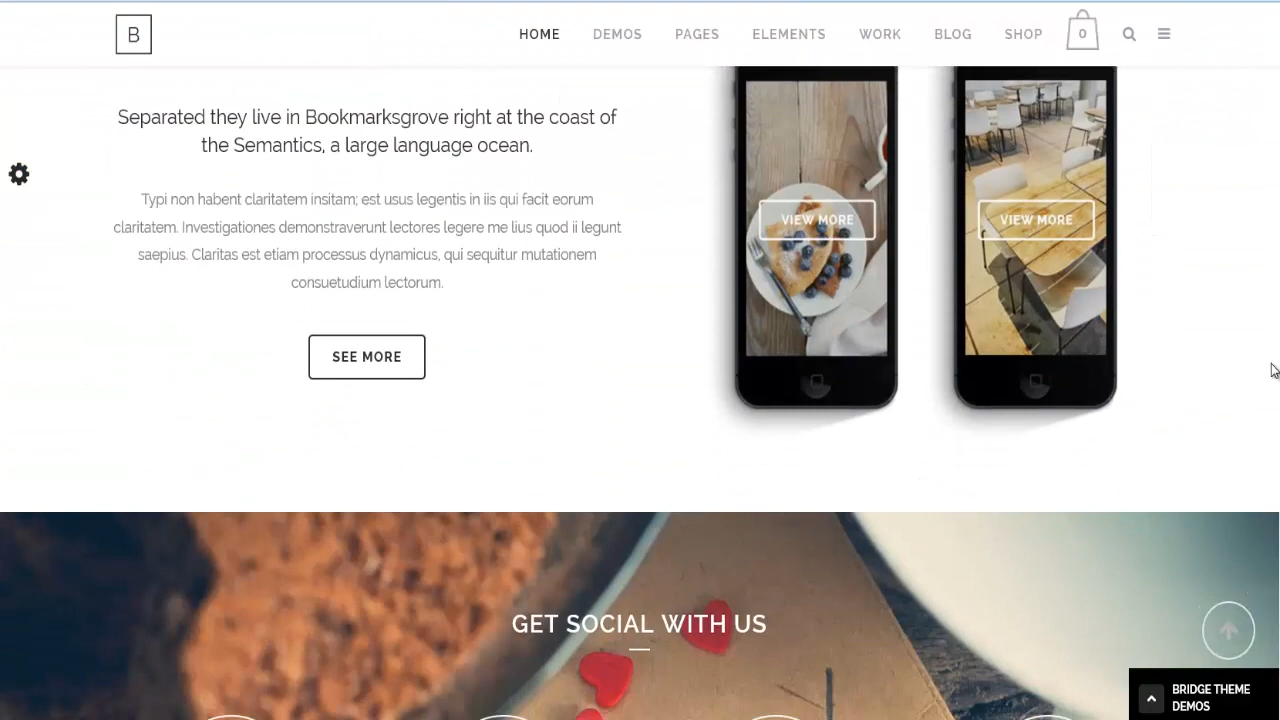 B
HOME DEMOS PAGES ELEMENTS WORK BLOG SHOP 0
Separated they live in Bookmarksgrove right at the coast of
the Semantics, a large language ocean.
Typi non habent claritatem insitam; est usus legentis in iis qui facit eorum
claritatem. Investigationes demonstraverunt lectores legere me lius quod ii legunt
saepius. Claritas est etiam processus dynamicus, qui sequitur mutationem
consuetudium lectorum.
SEE MORE
VIEW MORE
VIEW MORE
GET SOCIAL WITH US
BRIDGE THEME
DEMOS